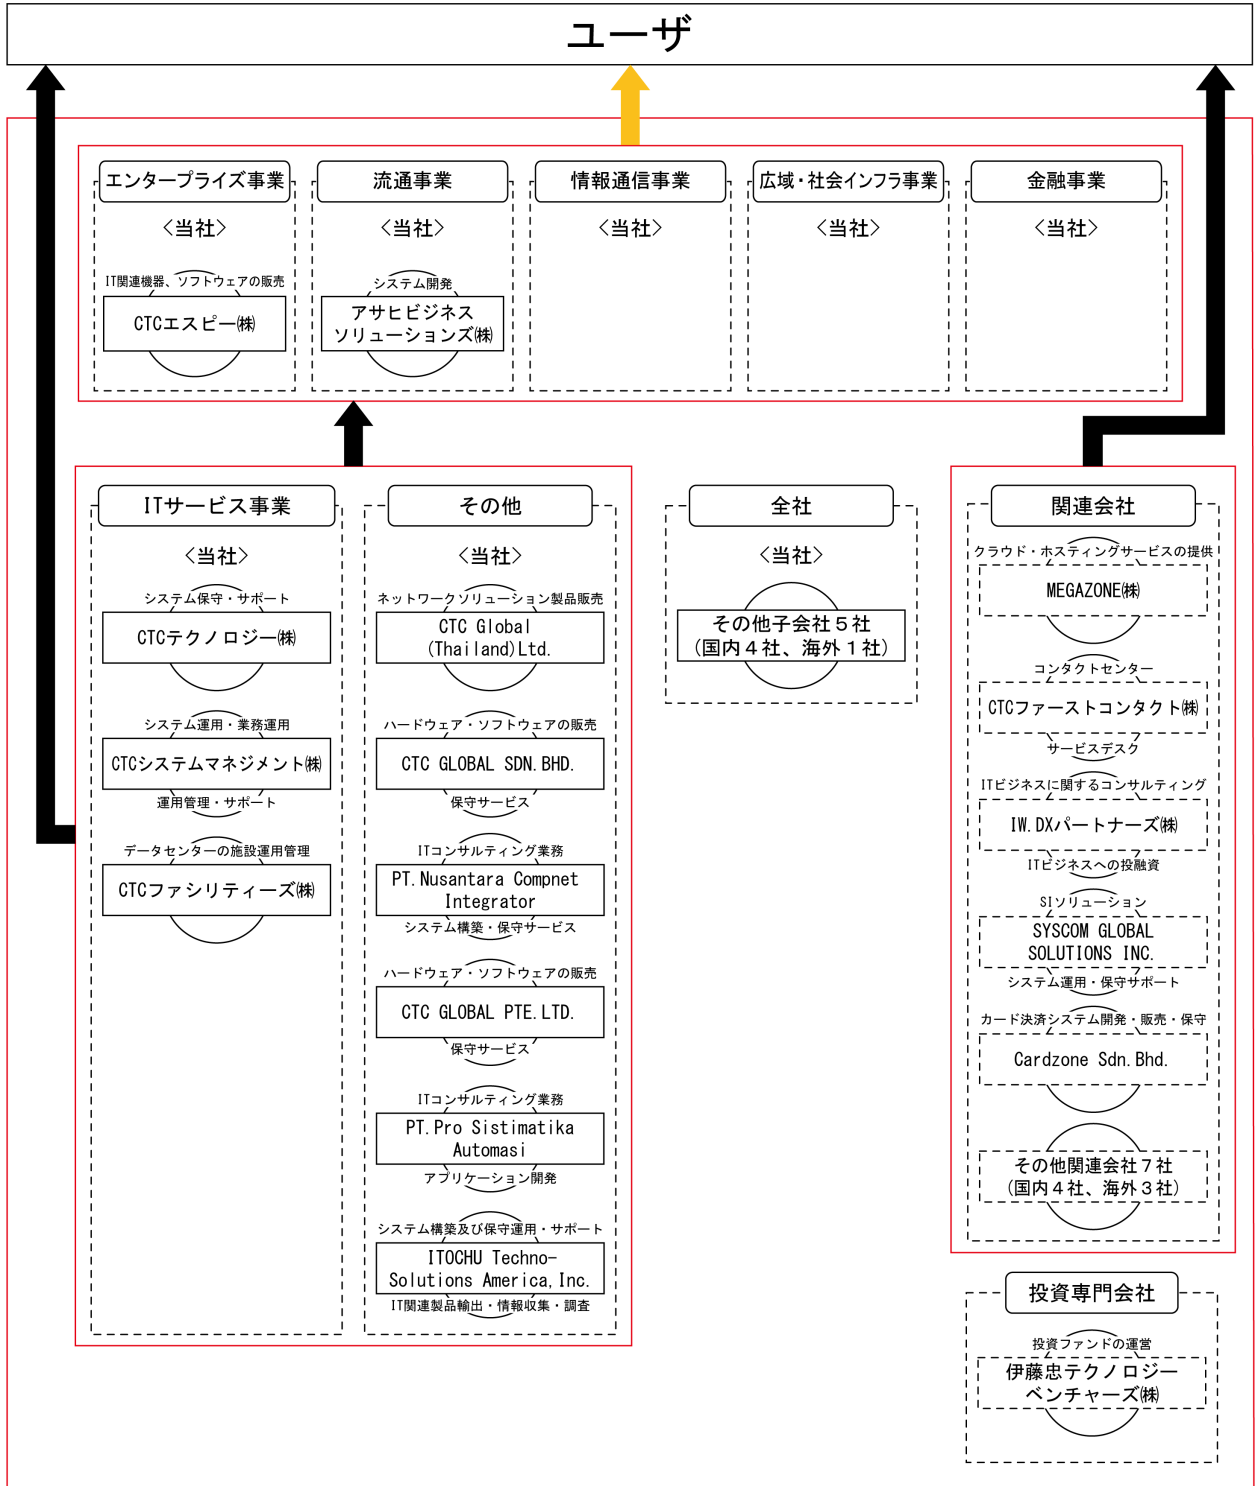 ユーザ
エンタープライズ事業
〈当社〉
IT関連機器、ソフトウェアの販売
CTCエスピー㈱
流通事業
〈当社〉
システム開発
アサヒビジネス
ソリューションズ㈱
情報通信事業
〈当社〉
広域・社会インフラ事業
〈当社〉
金融事業
〈当社〉
ITサービス事業
〈当社〉
システム保守・サポート
CTCテクノロジー㈱
システム運用・業務運用
CTCシステムマネジメント㈱
運用管理・サポート
データセンターの施設運用管理
CTCファシリティーズ㈱
その他
〈当社〉
ネットワークソリューション製品販売
CTC Global
(Thailand)Ltd.
ハードウェア・ソフトウェアの販売
CTC GLOBAL SDN.BHD.
保守サービス
ITコンサルティング業務
PT.Nusantara Compnet
Integrator
システム構築・保守サービス
ハードウェア・ソフトウェアの販売
CTC GLOBAL PTE.LTD.
保守サービス
ITコンサルティング業務
PT.Pro Sistimatika
Automasi
アプリケーション開発
システム構築及び保守運用・サポート
ITOCHU Techno-
Solutions America,Inc.
IT関連製品輸出・情報収集・調査
全社
〈当社〉
その他子会社５社
(国内４社、海外１社)
関連会社
クラウド・ホスティングサービスの提供
MEGAZONE㈱
コンタクトセンター
CTCファーストコンタクト㈱
サービスデスク
ITビジネスに関するコンサルティング
IW.DXパートナーズ㈱
ITビジネスへの投融資
SIソリューション
SYSCOM GLOBAL
SOLUTIONS INC.
システム運用・保守サポート
カード決済システム開発・販売・保守
Cardzone Sdn.Bhd.
その他関連会社７社
(国内４社、海外３社)
投資専門会社
投資ファンドの運営
伊藤忠テクノロジー
ベンチャーズ㈱